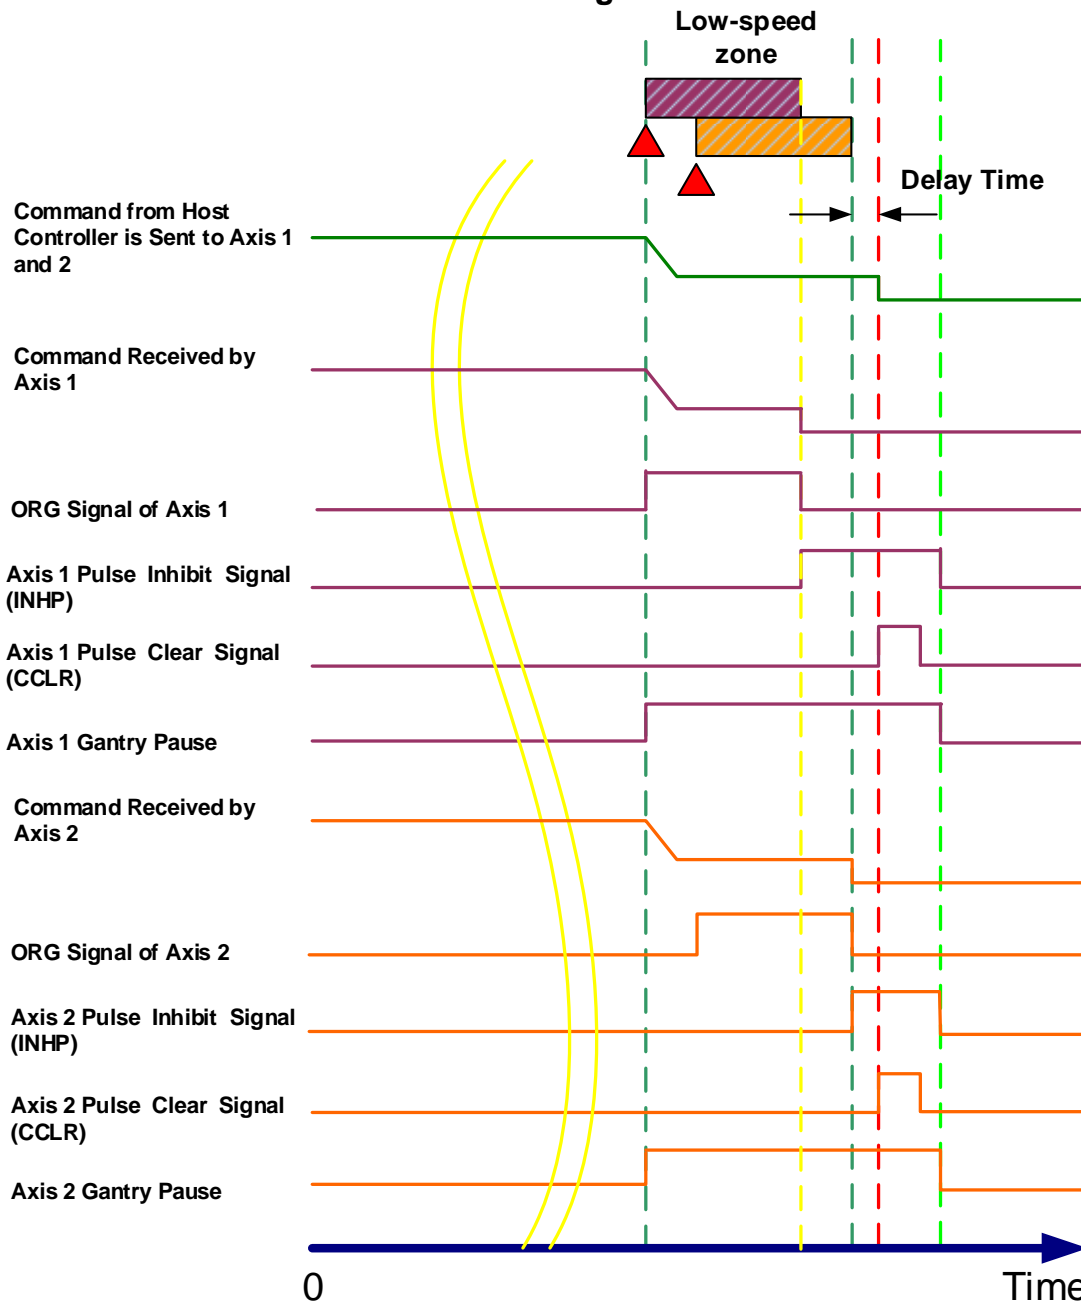 Low-speed
zone
Delay Time
Command from Host
Controller is Sent to Axis 1
and 2
Command Received by
Axis 1
ORG Signal of Axis 1
Axis 1 Pulse Inhibit Signal
(INHP)
Axis 1 Pulse Clear Signal
(CCLR)
Axis 1 Gantry Pause
Command Received by
Axis 2
ORG Signal of Axis 2
Axis 2 Pulse Inhibit Signal
(INHP)
Axis 2 Pulse Clear Signal
(CCLR)
Axis 2 Gantry Pause
0
Time